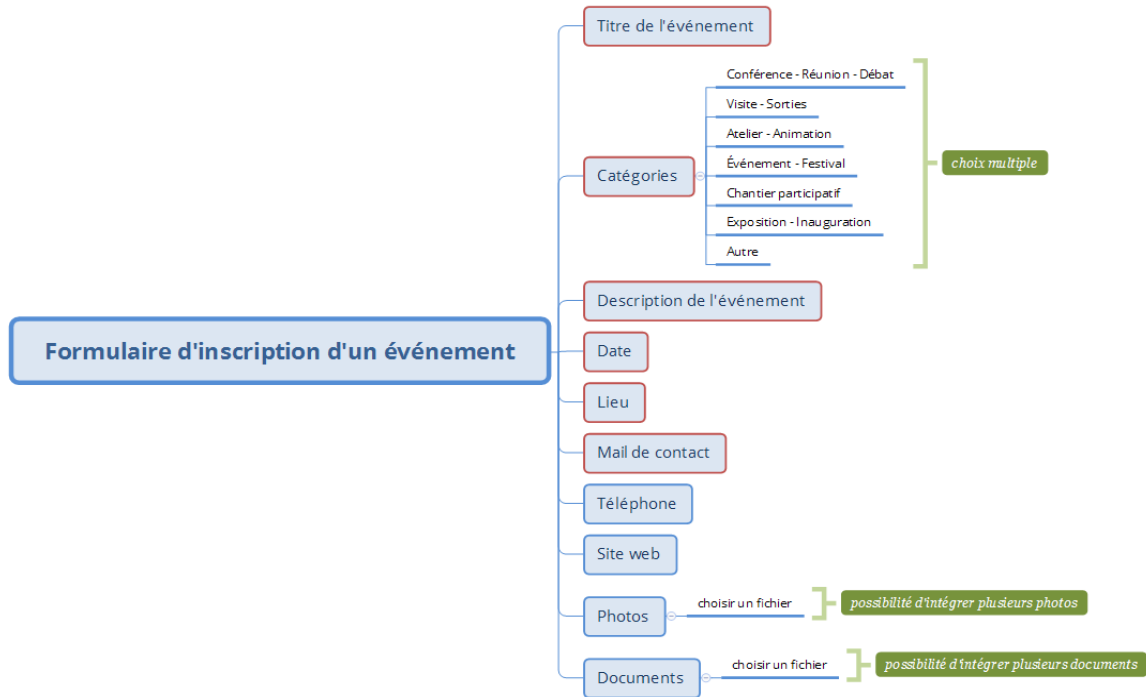 Titre de l'événement
Conférence - Réunion - Débat
Visite - Sorties
Atelier - Animation
Événement - Festival
choix multiple
Catégories
Chantier participatif
Exposition - Inauguration
Autre
Description de l'événement
Formulaire d'inscription d'un événement
Date
Lieu
Mail de contact
Téléphone
Site web
Photos
choisir un fichier
possibilité d'intégrer plusieurs photos
Documents
choisir un fichier
possibilité d'intégrer plusieurs documents